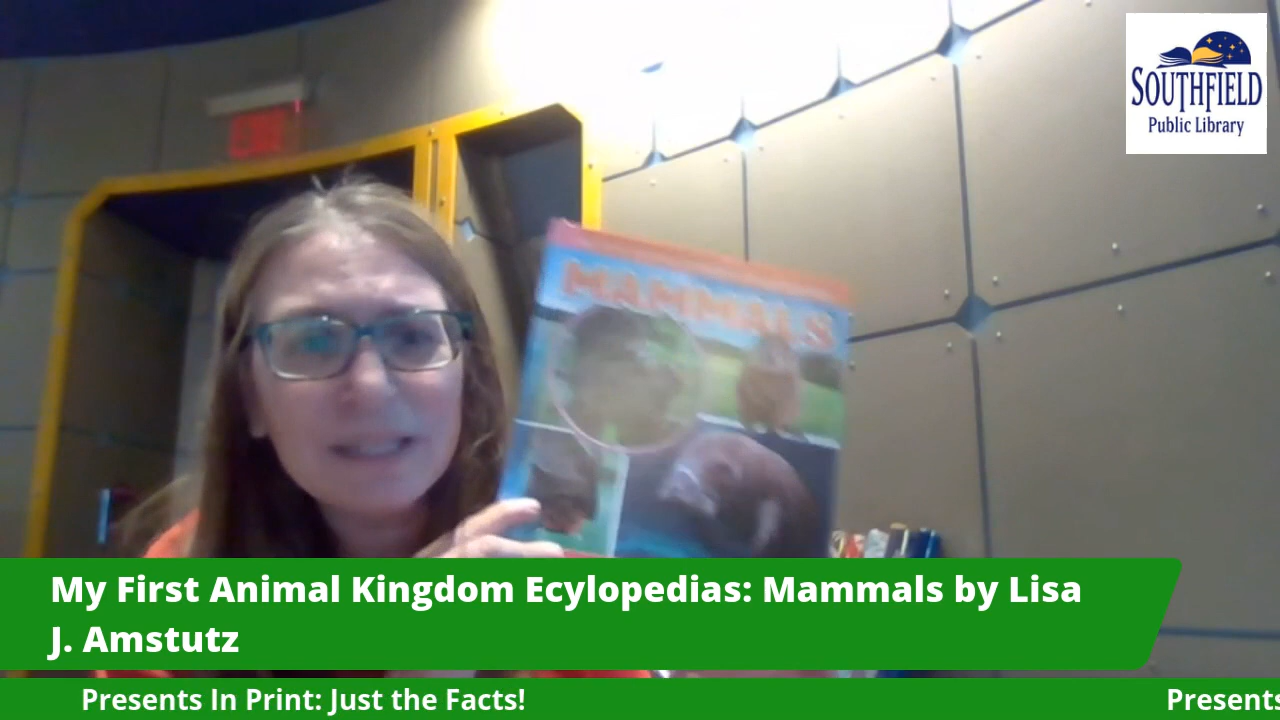 SOUTHFIELD
Public Library
MAMMALS
My First Animal Kingdom Ecylopedias: Mammals by Lisa
J. Amstutz
Presents In Print: Just the Facts!
Presents